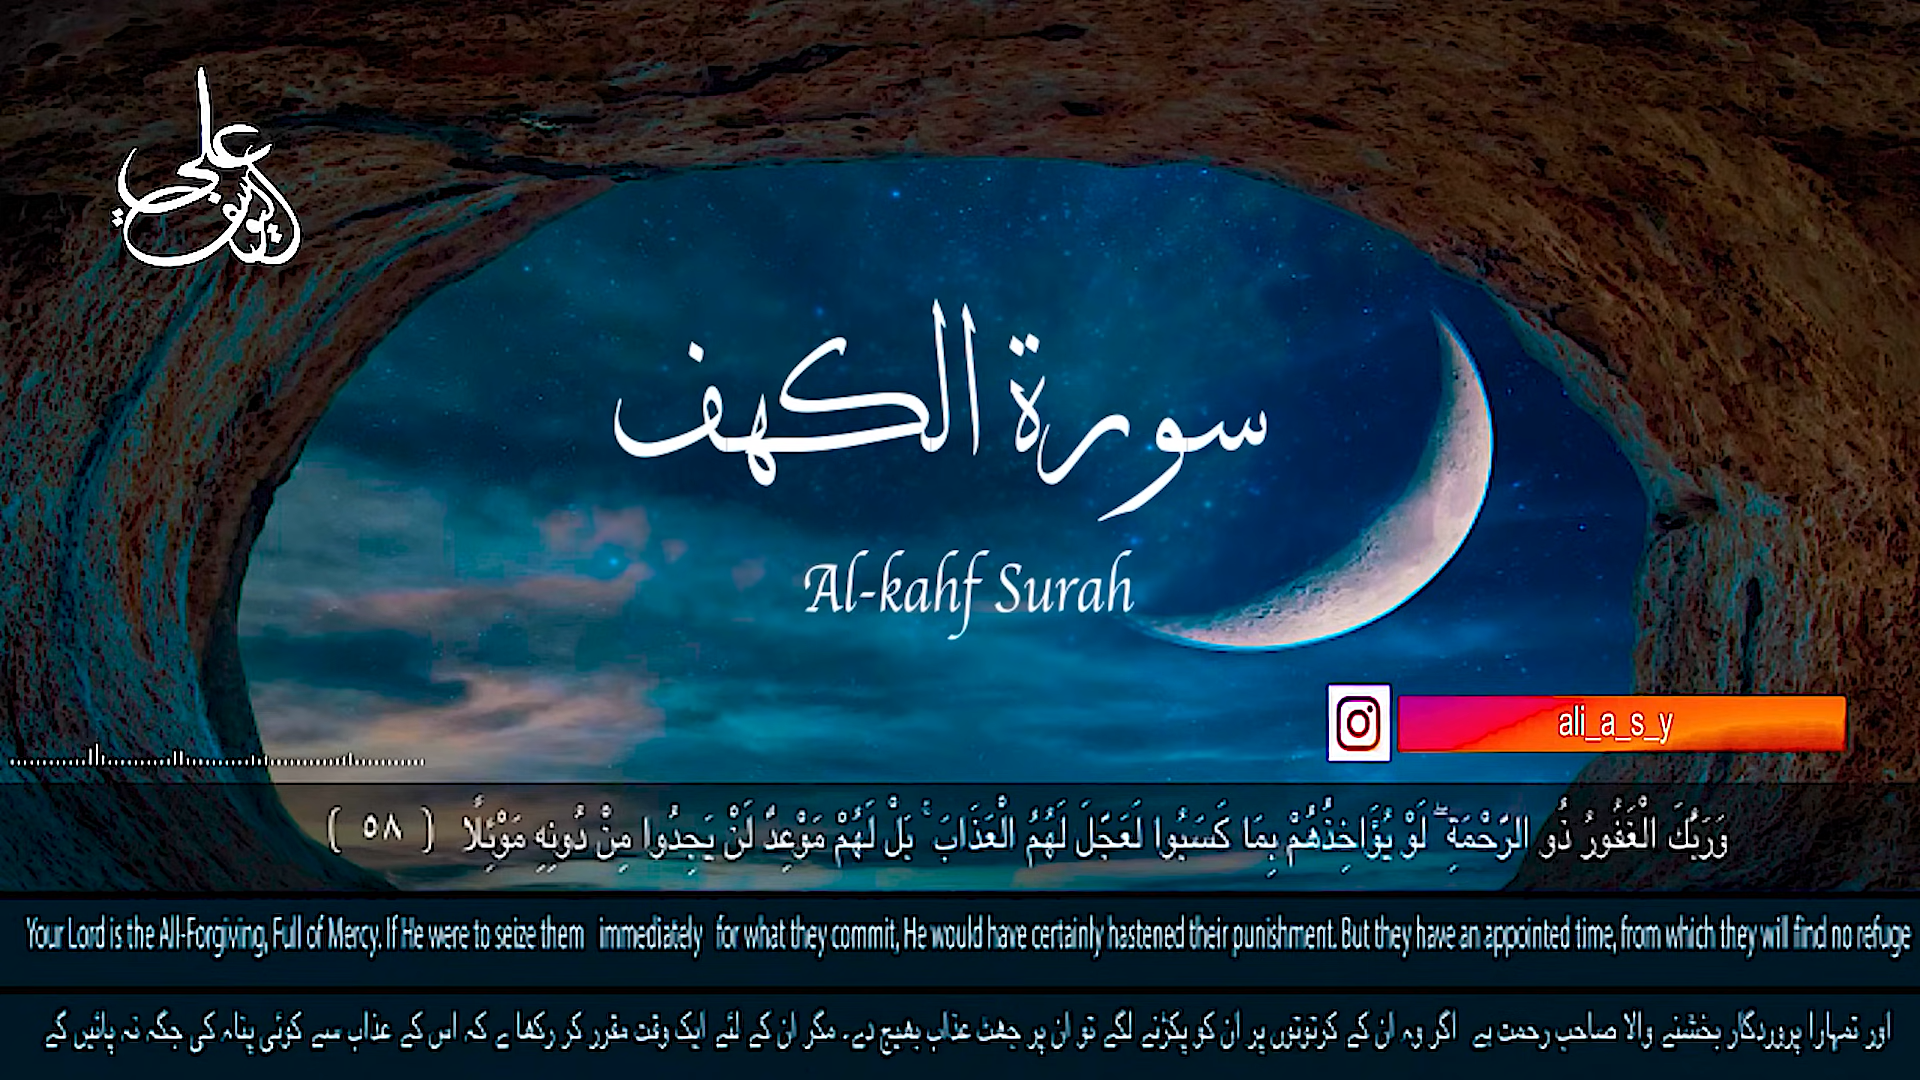 علي اليوسفي
سورة الكهف
Al-kahf Surah
ali_a_s_y
وَرَبُّكَ الْغَفُورُ ذُو الرَّحْمَةِ ۖ لَوْ يُؤَاخِذُهُمْ بِمَا كَسَبُوا لَعَجَّلَ لَهُمُ الْعَذَابَ ۚ بَلْ لَهُمْ مَوْعِدٌ لَنْ يَجِدُوا مِنْ دُونِهِ مَوْئِلًا ( ٥٨ )
Your Lord is the All-Forgiving, Full of Mercy. If He were to seize them immediately for what they commit, He would have certainly hastened their punishment. But they have an appointed time, from which they will find no refuge
اور تمہارا پروردگار بخشنے والا صاحب رحمت ہے اگر وہ ان کے کرتوتوں پر ان کو پکڑنے لگے تو ان پر جھٹ عذاب بھیج دے۔ مگر ان کے لئے ایک وقت مقرر کر رکھا ہے کہ اس کے عذاب سے کوئی پناہ کی جگہ نہ پائیں گے